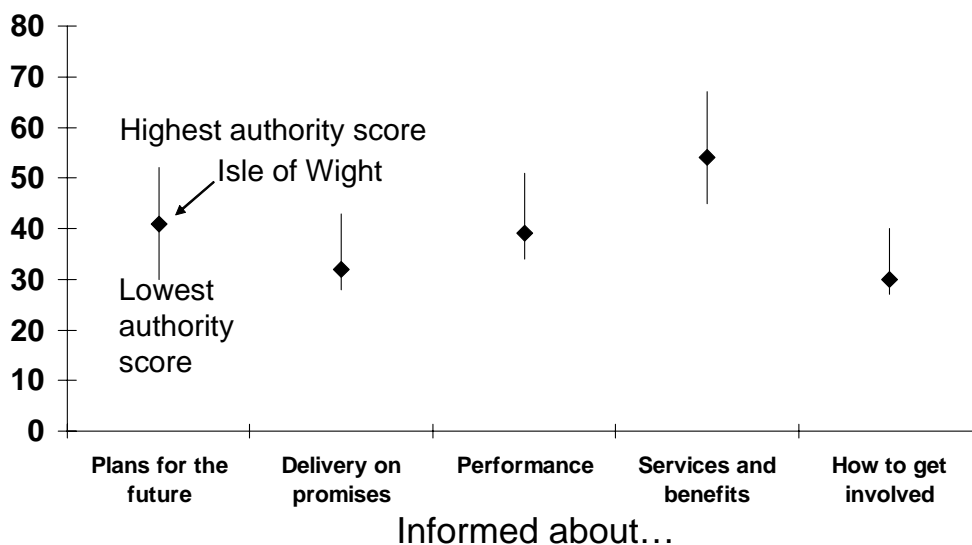 80
70
60
50
40
30
20
10
0
Highest authority score
Isle of Wight
Lowest
authority
score
Plans for the
future
Delivery on
promises
Performance
Services and
benefits
How to get
involved
Informed about…